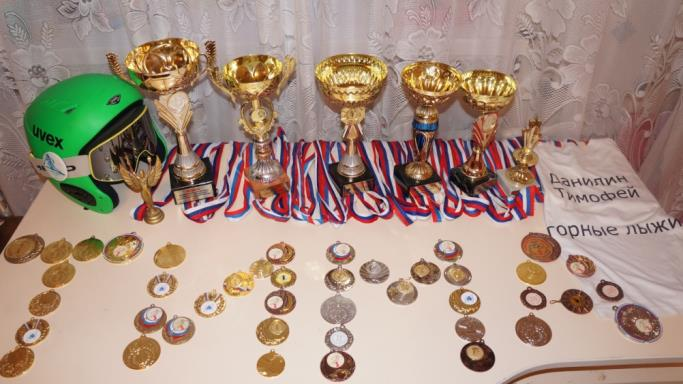 uvex
Данилин
Тимофей
горные лыжи